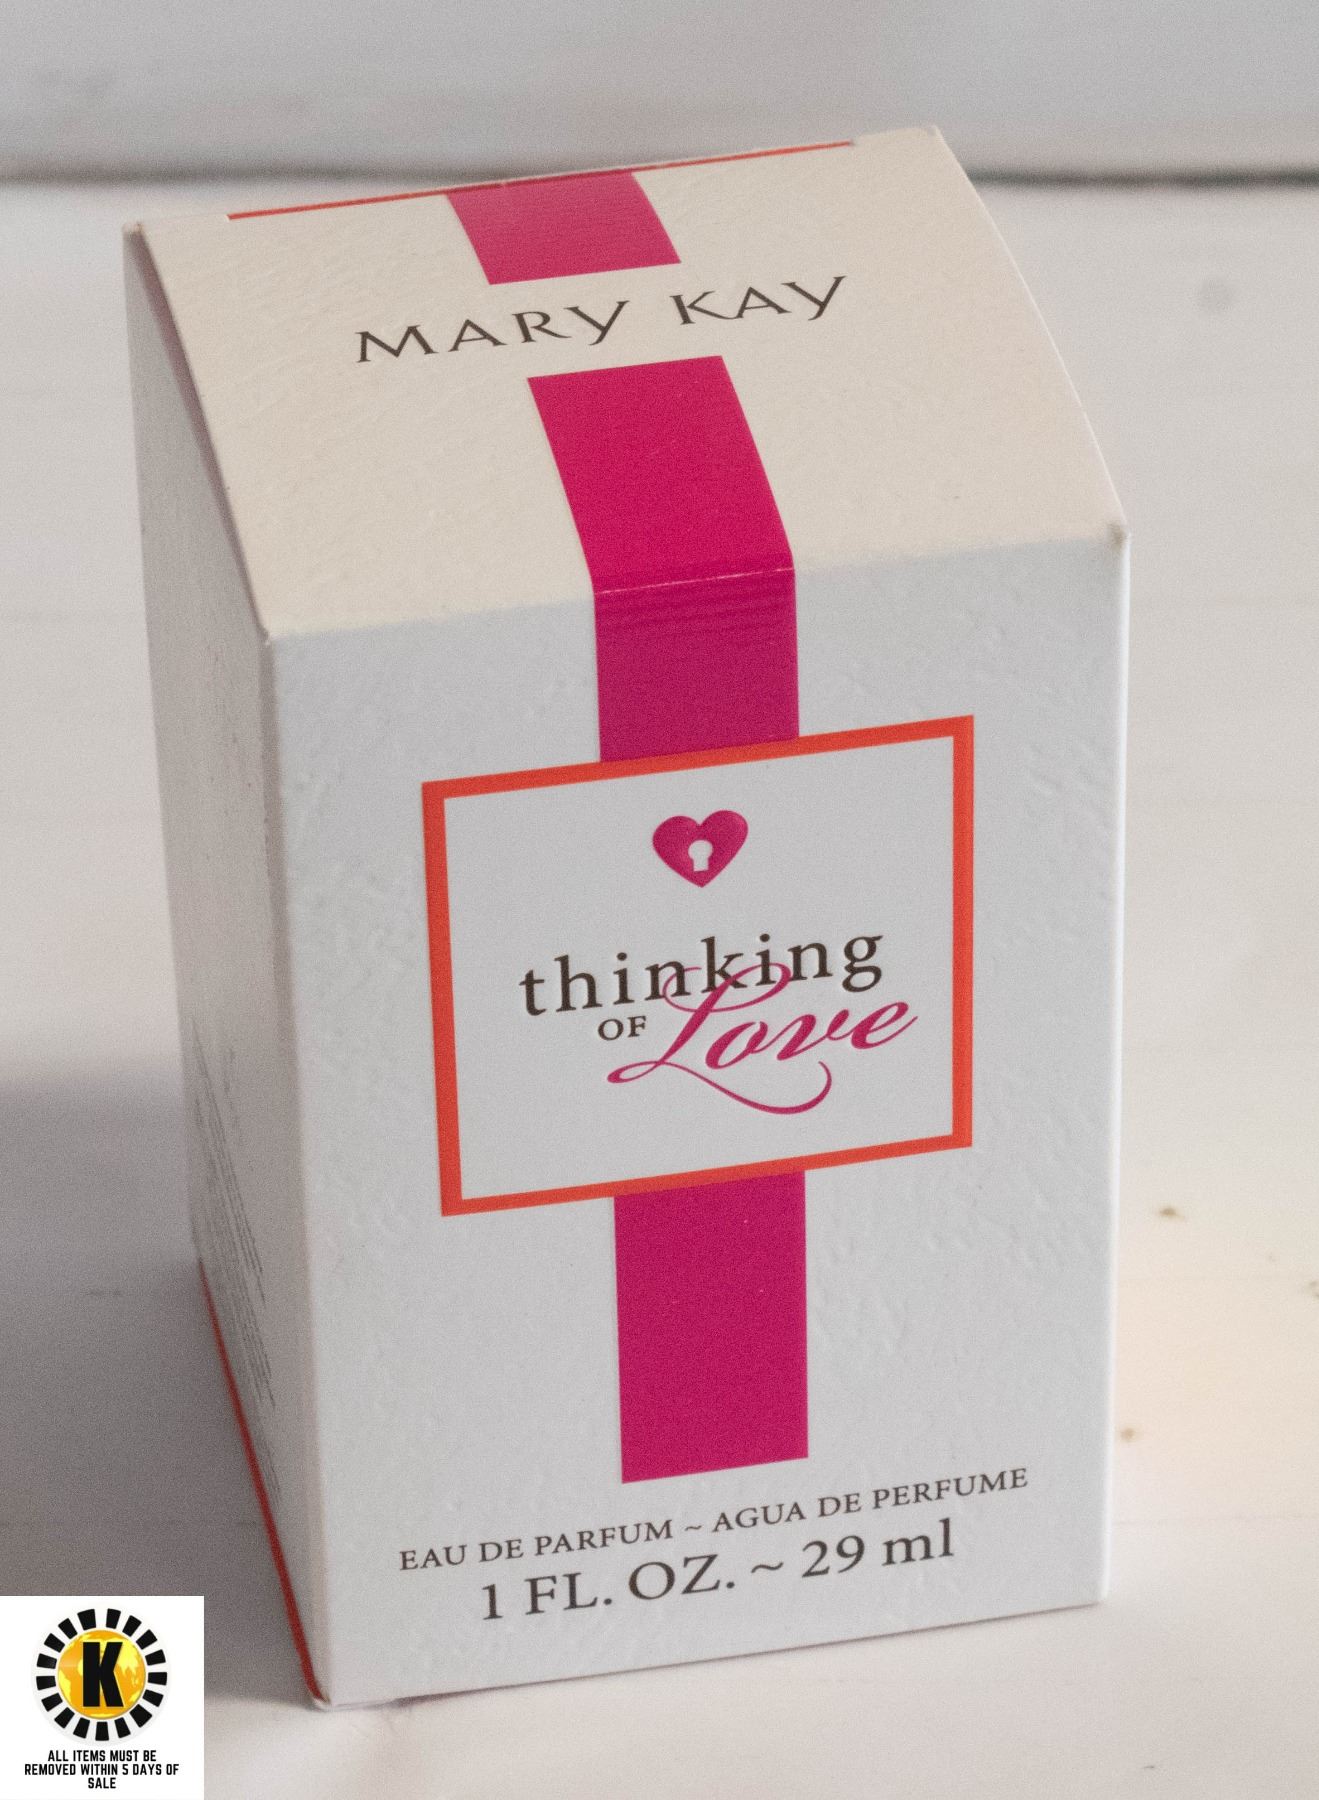 MARY KAY
thinking
OF Love
EAU DE PARFUM ~ AGUA DE PERFUME
1 FL. OZ. ~ 29 ml
K
ALL ITEMS MUST BE
REMOVED WITHIN 5 DAYS OF
SALE